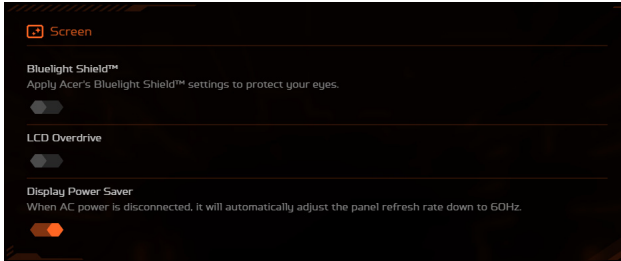 Screen
Bluelight Shield™
Apply Acer's Bluelight Shield™ settings to protect your eyes.
LCD Overdrive
Display Power Saver
When AC power is disconnected, it will automatically adjust the panel refresh rate down to 60Hz.